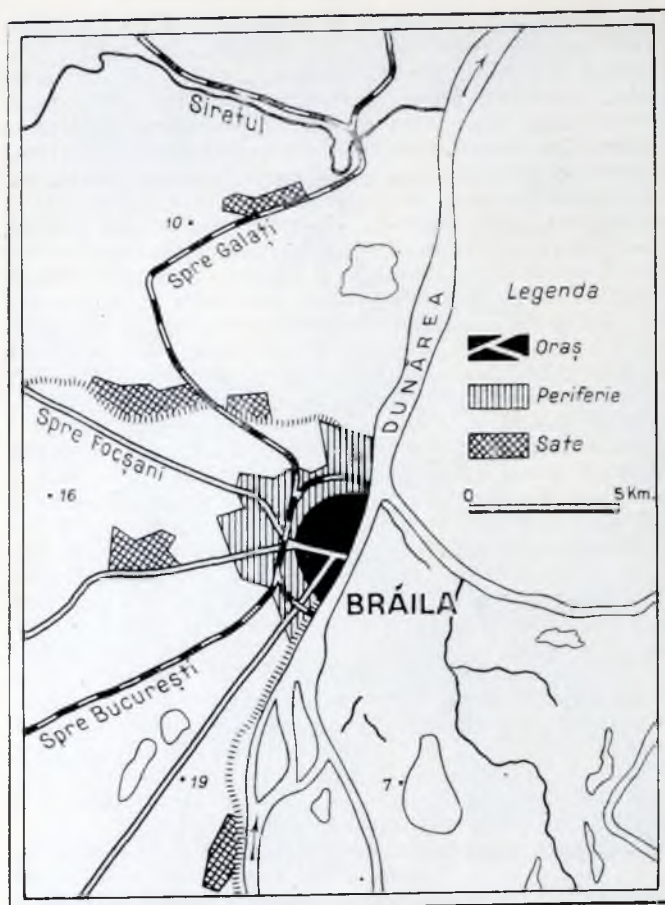 Siretul
10
Spre Galați
Legenda
Oraș
Periferie
Sate
0 5 Km.
DUNĂREA
Spre Focșani
16
BRĂILA
Spre București
19
7